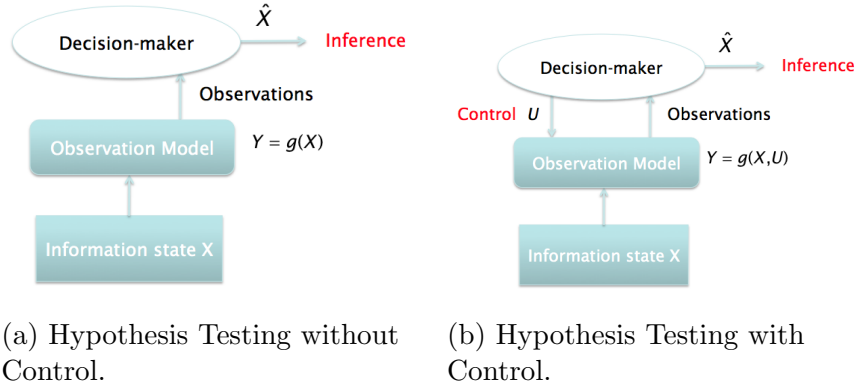 X̂
Decision-maker
Inference
Observations
Observation Model
Y = g(X)
Information state X
(a) Hypothesis Testing without
Control.
X̂
Decision-maker
Inference
Control U
Observations
Observation Model
Y = g(X,U)
Information state X
(b) Hypothesis Testing with
Control.